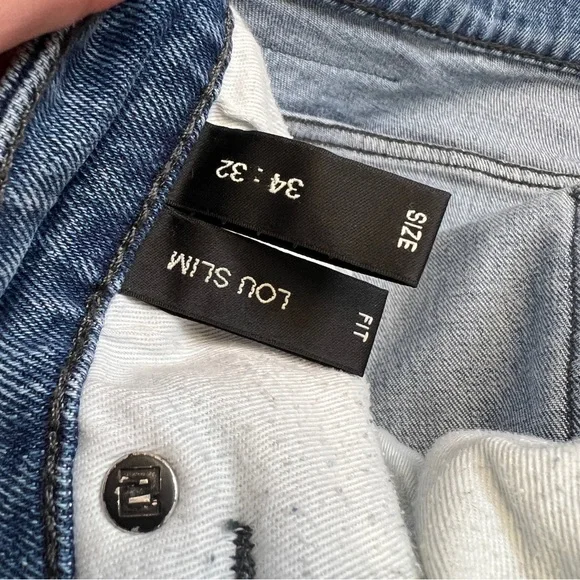 SIZE
34 : 32
FIT
LOU SLIM